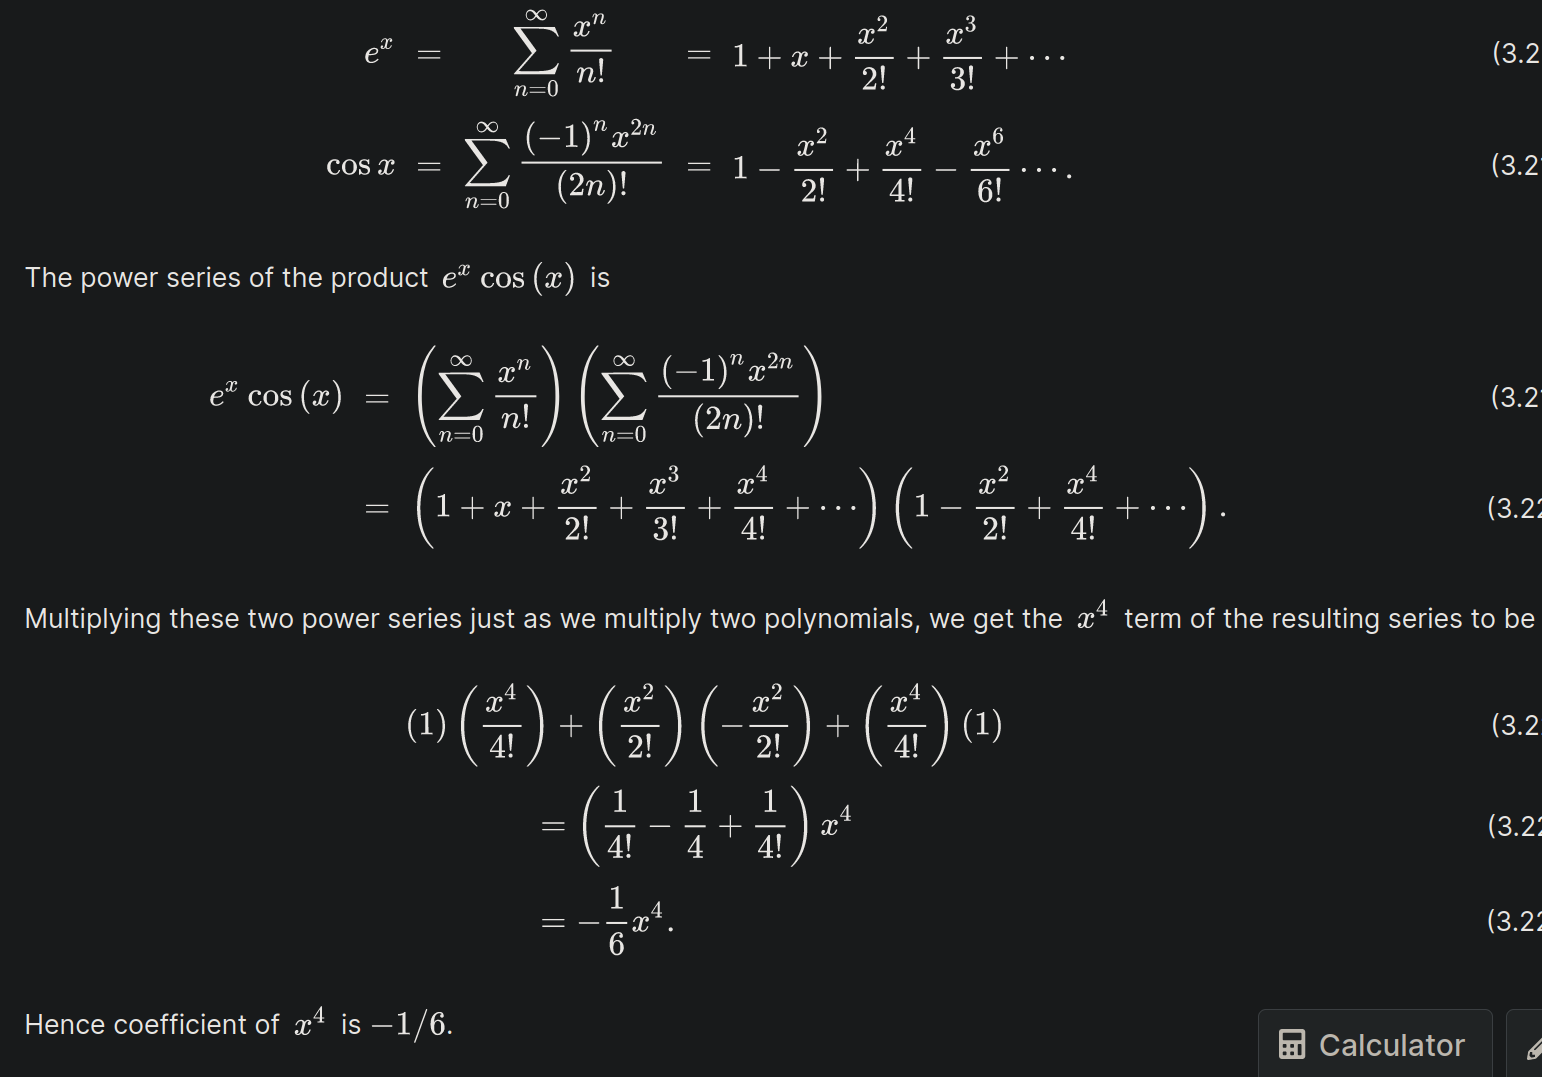 e^x = \sum_{n=0}^{\infty} \frac{x^n}{n!} = 1 + x + \frac{x^2}{2!} + \frac{x^3}{3!} + \cdots (3.2
\cos x = \sum_{n=0}^{\infty} \frac{(-1)^n x^{2n}}{(2n)!} = 1 - \frac{x^2}{2!} + \frac{x^4}{4!} - \frac{x^6}{6!} \cdots. (3.2
The power series of the product e^x \cos (x) is
e^x \cos (x) = \left( \sum_{n=0}^{\infty} \frac{x^n}{n!} \right) \left( \sum_{n=0}^{\infty} \frac{(-1)^n x^{2n}}{(2n)!} \right) (3.2
= \left( 1 + x + \frac{x^2}{2!} + \frac{x^3}{3!} + \frac{x^4}{4!} + \cdots \right) \left( 1 - \frac{x^2}{2!} + \frac{x^4}{4!} + \cdots \right). (3.22
Multiplying these two power series just as we multiply two polynomials, we get the x^4 term of the resulting series to be
(1) \left( \frac{x^4}{4!} \right) + \left( \frac{x^2}{2!} \right) \left( -\frac{x^2}{2!} \right) + \left( \frac{x^4}{4!} \right) (1) (3.2
= \left( \frac{1}{4!} - \frac{1}{4} + \frac{1}{4!} \right) x^4 (3.22
= -\frac{1}{6} x^4. (3.22
Hence coefficient of x^4 is -1/6.
Calculator